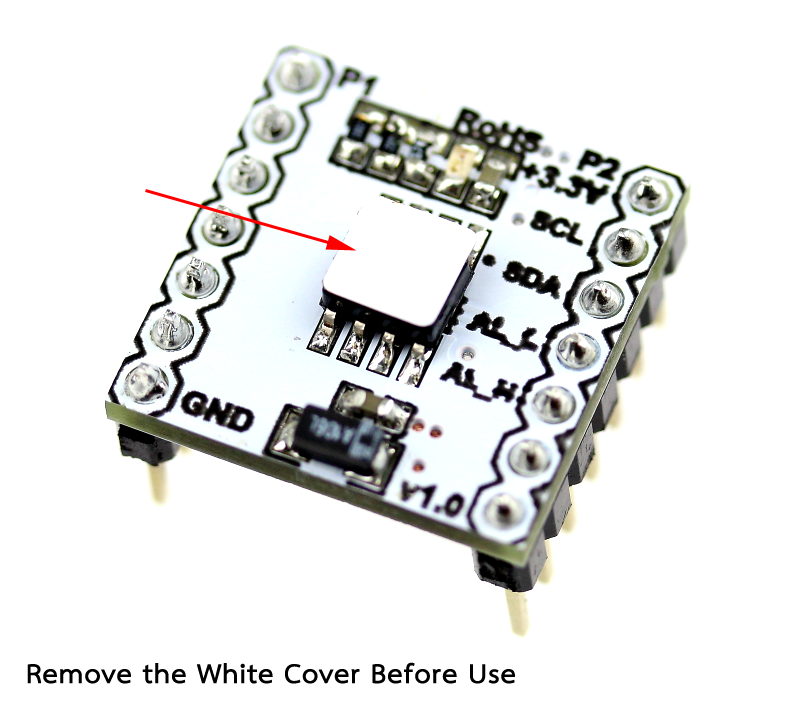 P1
RoHS
P2
+3.3V
SCL
SDA
AL_L
AL_H
GND
v1.0
Remove the White Cover Before Use